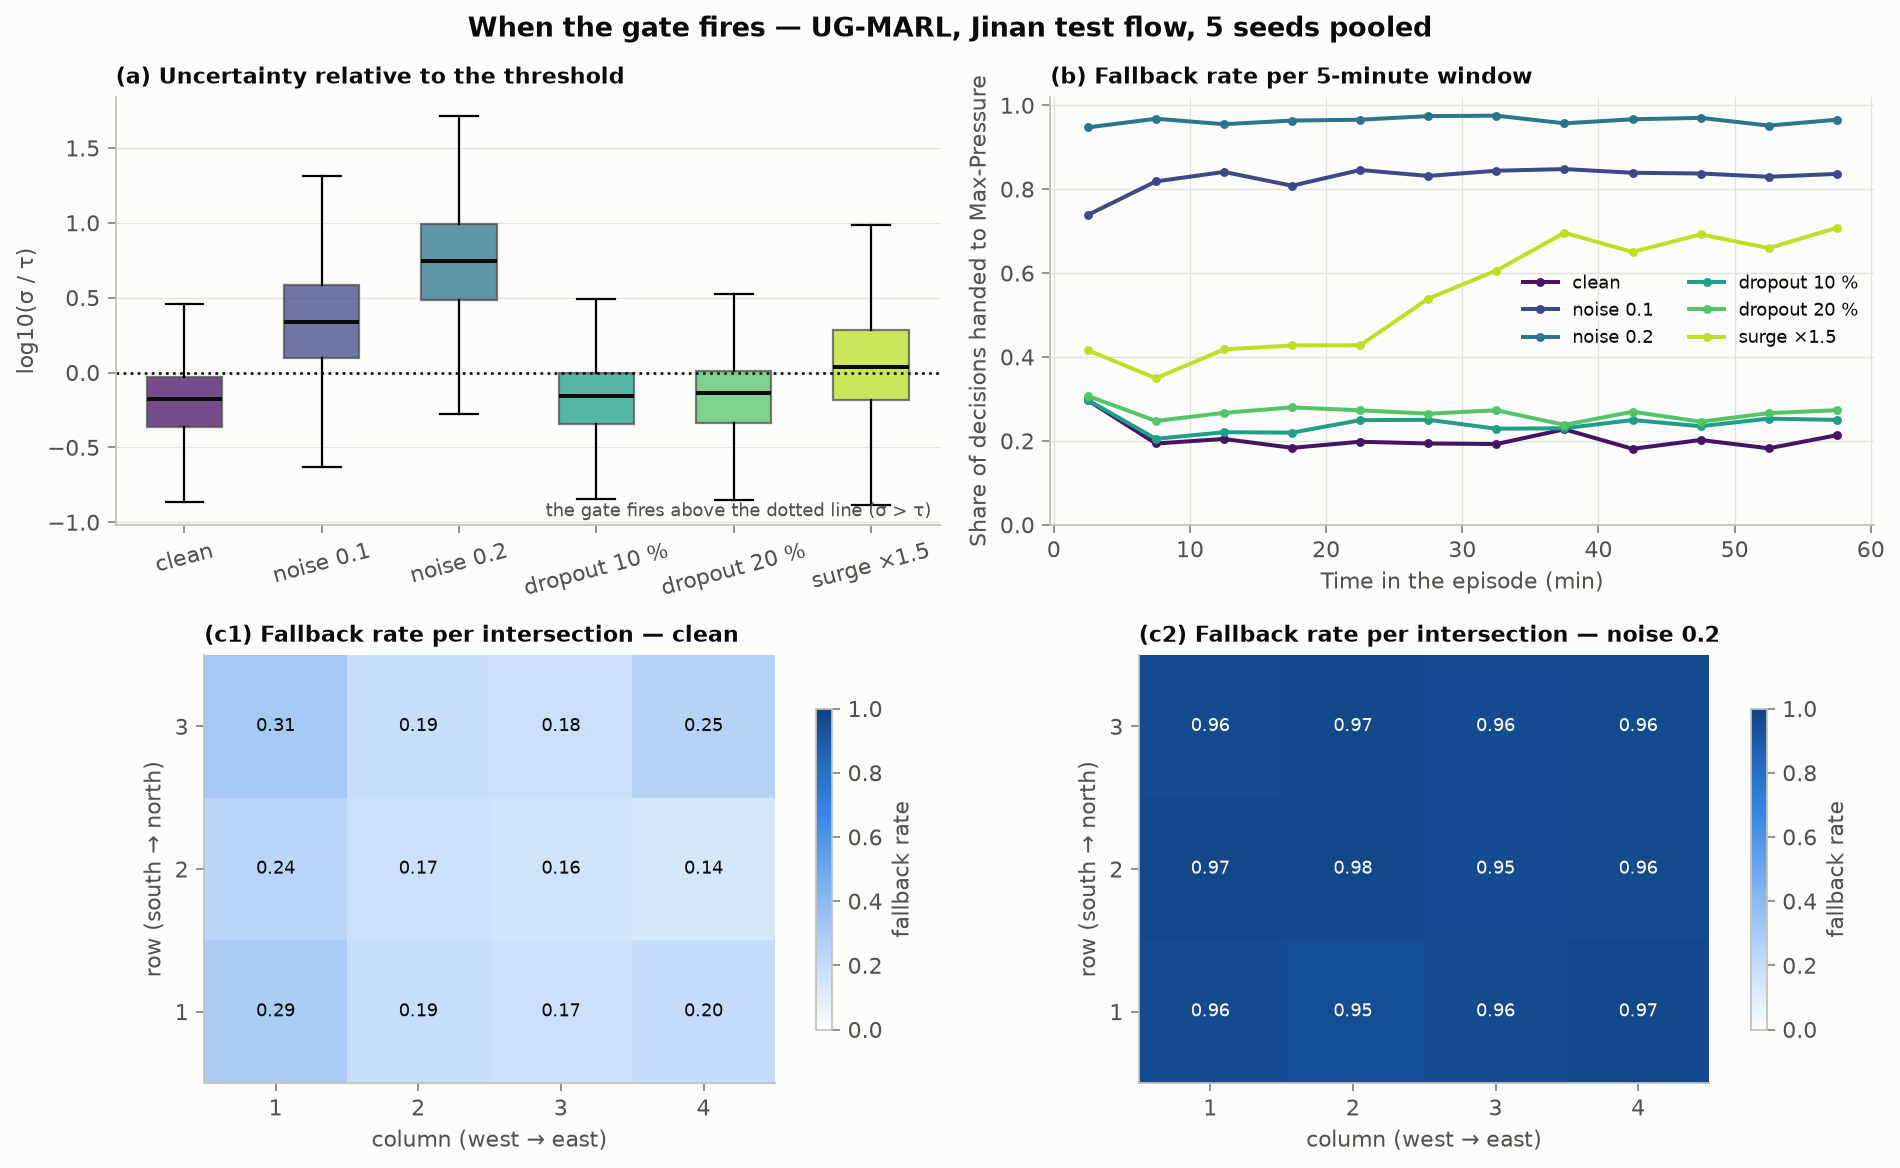 When the gate fires — UG-MARL, Jinan test flow, 5 seeds pooled
(a) Uncertainty relative to the threshold
log10(σ / τ)
1.5
1.0
0.5
0.0
−0.5
−1.0
the gate fires above the dotted line (σ > τ)
clean
noise 0.1
noise 0.2
dropout 10 %
dropout 20 %
surge ×1.5
(b) Fallback rate per 5-minute window
Share of decisions handed to Max-Pressure
1.0
0.8
0.6
0.4
0.2
0.0
clean
noise 0.1
noise 0.2
dropout 10 %
dropout 20 %
surge ×1.5
0 10 20 30 40 50 60
Time in the episode (min)
(c1) Fallback rate per intersection — clean
row (south → north)
3 0.31 0.19 0.18 0.25
2 0.24 0.17 0.16 0.14
1 0.29 0.19 0.17 0.20
1 2 3 4
column (west → east)
1.0
0.8
0.6
0.4
0.2
0.0
fallback rate
(c2) Fallback rate per intersection — noise 0.2
row (south → north)
3 0.96 0.97 0.96 0.96
2 0.97 0.98 0.95 0.96
1 0.96 0.95 0.96 0.97
1 2 3 4
column (west → east)
1.0
0.8
0.6
0.4
0.2
0.0
fallback rate